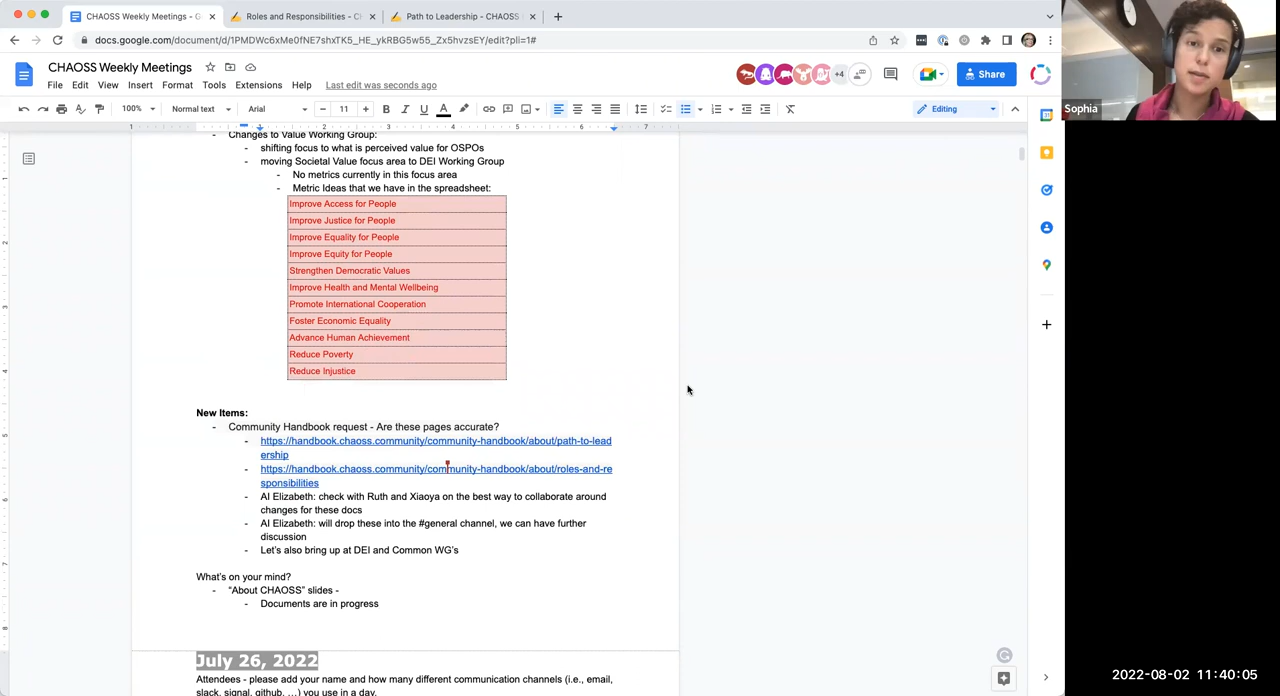 CHAOSS Weekly Meetings - G
Roles and Responsibilities - C
Path to Leadership - CHAOSS
docs.google.com/document/d/1PMDWc6xMe0fNE7shxTK5_HE_ykRBG5w55_Zx5hvzsEY/edit?pli=1#
CHAOSS Weekly Meetings
File Edit View Insert Format Tools Extensions Help Last edit was seconds ago
+4
Share
100% Normal text Arial 11 B I U A Editing
1 2 3 4 5 6 7
Changes to Value Working Group:
- shifting focus to what is perceived value for OSPOs
- moving Societal Value focus area to DEI Working Group
- No metrics currently in this focus area
- Metric Ideas that we have in the spreadsheet:
Improve Access for People
Improve Justice for People
Improve Equality for People
Improve Equity for People
Strengthen Democratic Values
Improve Health and Mental Wellbeing
Promote International Cooperation
Foster Economic Equality
Advance Human Achievement
Reduce Poverty
Reduce Injustice
New Items:
- Community Handbook request - Are these pages accurate?
- https://handbook.chaoss.community/community-handbook/about/path-to-lead
ership
- https://handbook.chaoss.community/community-handbook/about/roles-and-re
sponsibilities
- AI Elizabeth: check with Ruth and Xiaoya on the best way to collaborate around
changes for these docs
- AI Elizabeth: will drop these into the #general channel, we can have further
discussion
- Let's also bring up at DEI and Common WG's
What's on your mind?
- "About CHAOSS" slides -
- Documents are in progress
July 26, 2022
Attendees - please add your name and how many different communication channels (i.e., email,
slack, signal, github, ...) you use in a day.
Sophia
2022-08-02 11:40:05